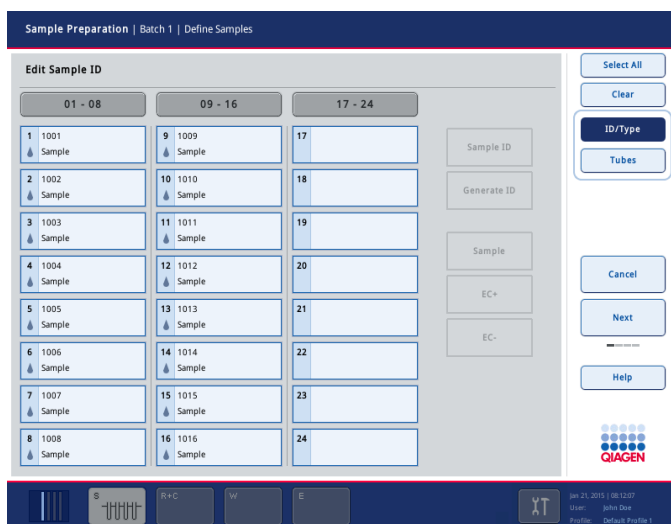 Sample Preparation | Batch 1 | Define Samples
Edit Sample ID
01 - 08
09 - 16
17 - 24
1 1001
Sample
2 1002
Sample
3 1003
Sample
4 1004
Sample
5 1005
Sample
6 1006
Sample
7 1007
Sample
8 1008
Sample
9 1009
Sample
10 1010
Sample
11 1011
Sample
12 1012
Sample
13 1013
Sample
14 1014
Sample
15 1015
Sample
16 1016
Sample
17
18
19
20
21
22
23
24
Sample ID
Generate ID
Sample
EC+
EC-
Select All
Clear
ID/Type
Tubes
Cancel
Next
Help
QIAGEN
S
R+C
W
E
Jan 21, 2015 | 08:12:07
User: John Doe
Profile: Default Profile 1